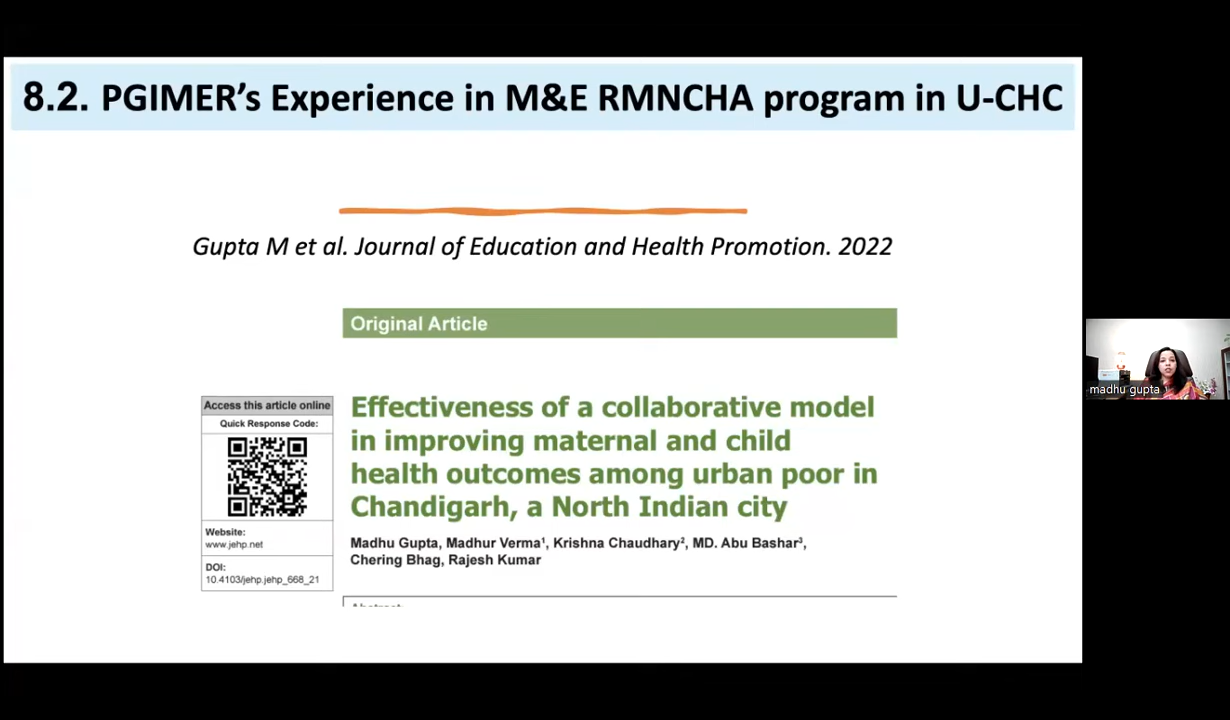 8.2. PGIMER’s Experience in M&E RMNCHA program in U-CHC
Gupta M et al. Journal of Education and Health Promotion. 2022
Original Article
Access this article online
Quick Response Code:
Website:
www.jehp.net
DOI:
10.4103/jehp.jehp_668_21
Effectiveness of a collaborative model
in improving maternal and child
health outcomes among urban poor in
Chandigarh, a North Indian city
Madhu Gupta, Madhur Verma¹, Krishna Chaudhary², MD. Abu Bashar³,
Chering Bhag, Rajesh Kumar
madhu gupta